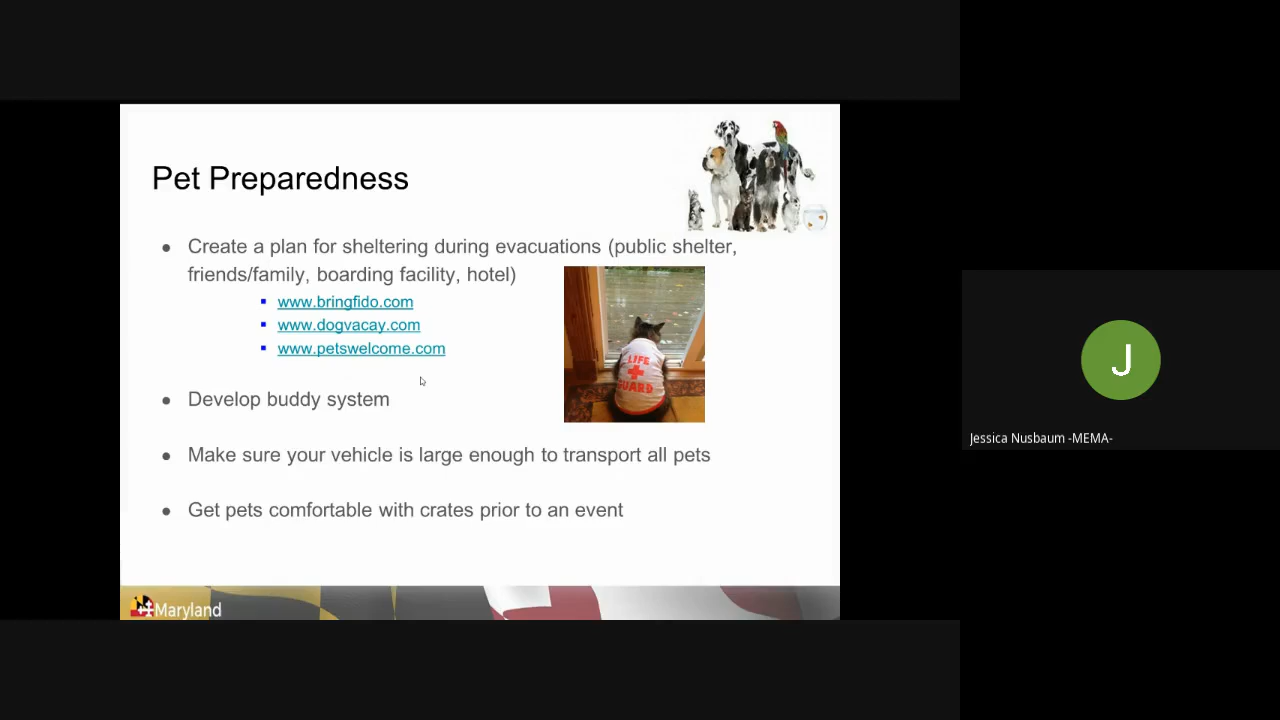 Pet Preparedness
● Create a plan for sheltering during evacuations (public shelter,
friends/family, boarding facility, hotel)
▪ www.bringfido.com
▪ www.dogvacay.com
▪ www.petswelcome.com
LIFE
GUARD
● Develop buddy system
● Make sure your vehicle is large enough to transport all pets
● Get pets comfortable with crates prior to an event
Maryland
J
Jessica Nusbaum -MEMA-